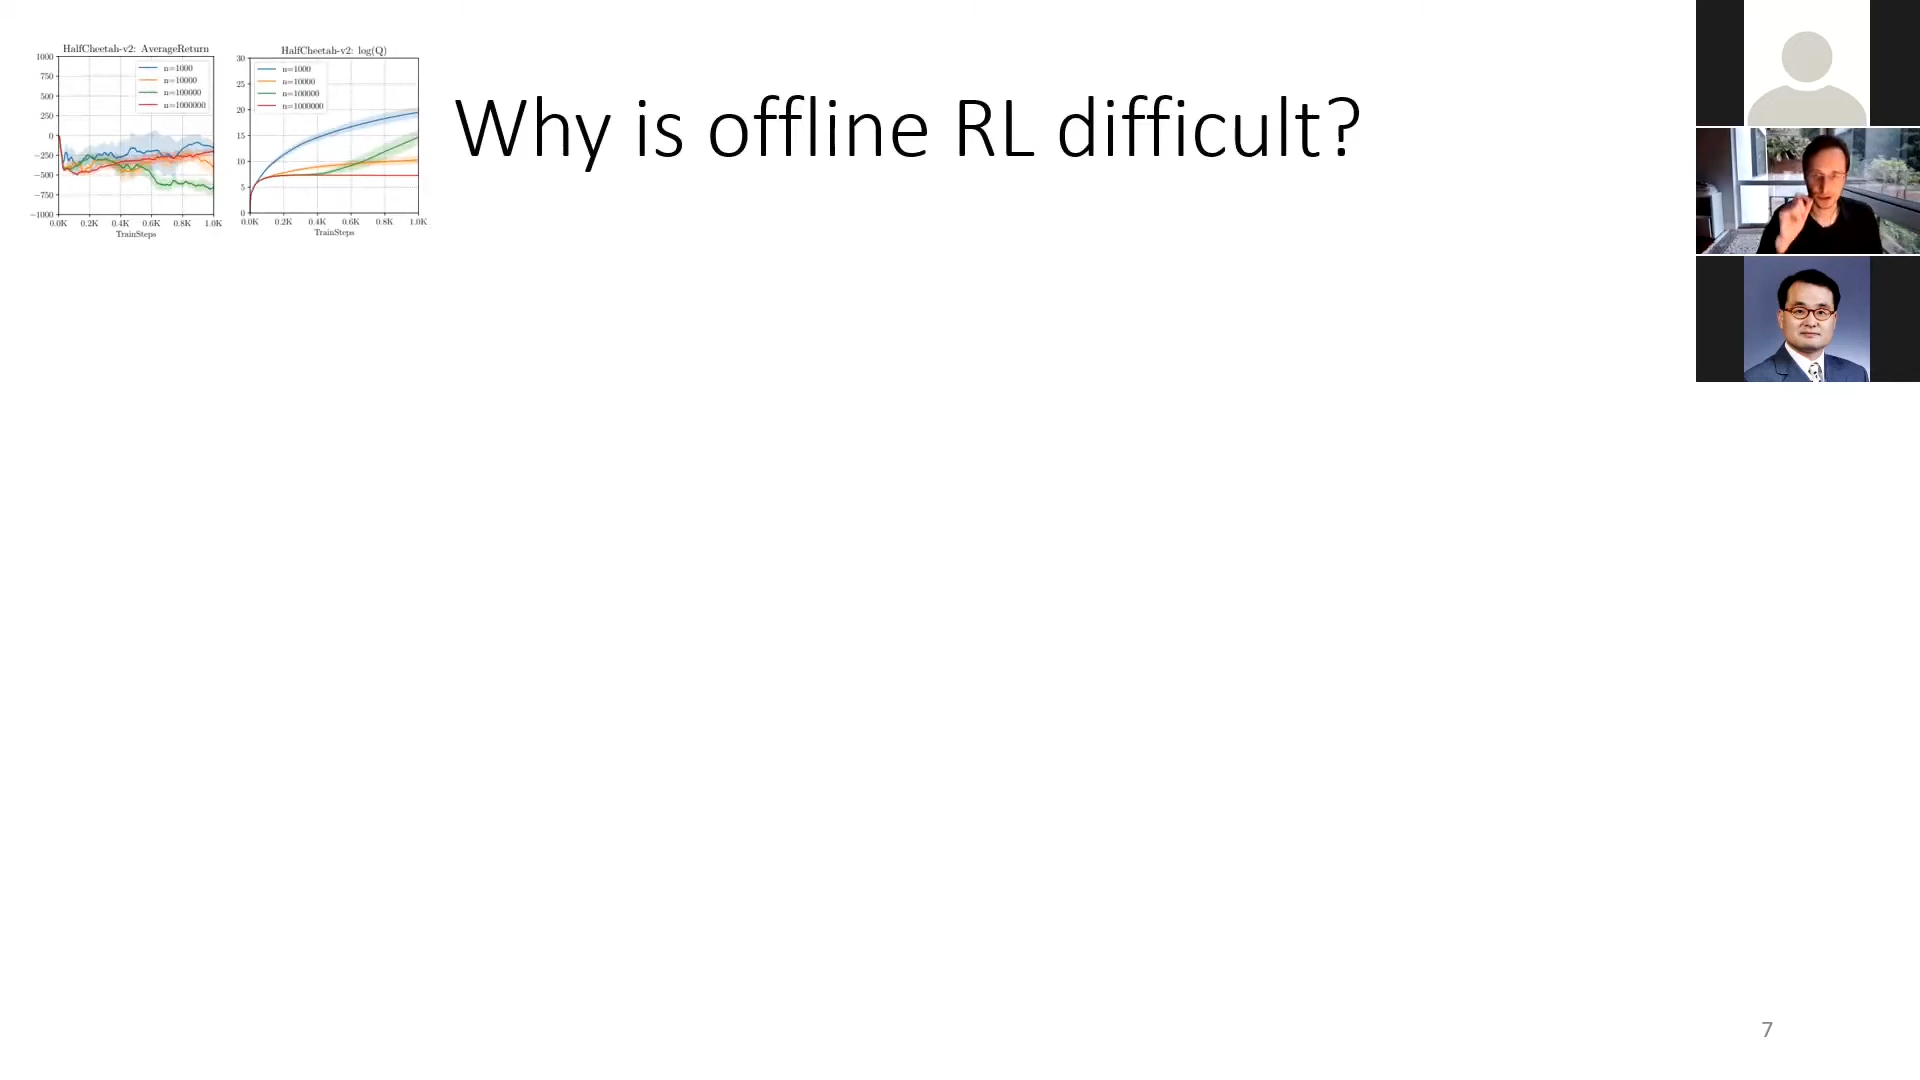 HalfCheetah-v2: AverageReturn
1000
750
500
250
0
−250
−500
−750
−1000
n=1000
n=10000
n=100000
n=1000000
0.0K 0.2K 0.4K 0.6K 0.8K 1.0K
TrainSteps
HalfCheetah-v2: log(Q)
30
25
20
15
10
5
0
n=1000
n=10000
n=100000
n=1000000
0.0K 0.2K 0.4K 0.6K 0.8K 1.0K
TrainSteps
Why is offline RL difficult?
7